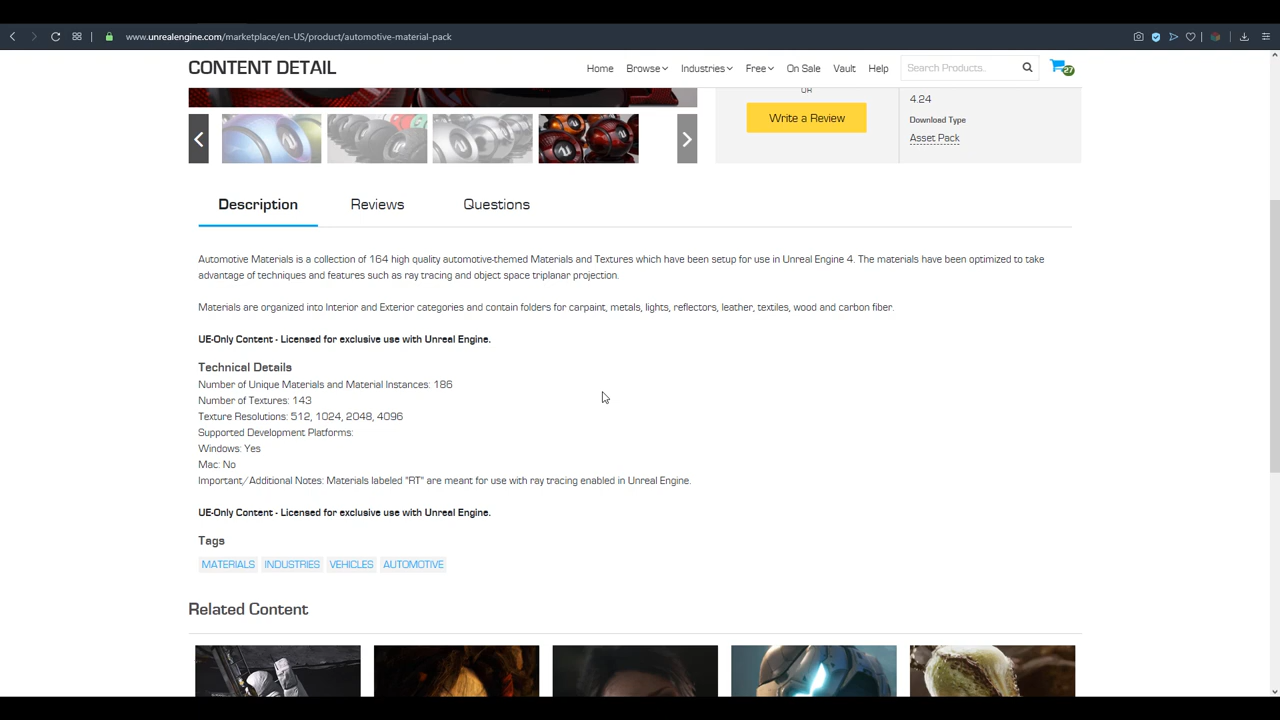 www.unrealengine.com/marketplace/en-US/product/automotive-material-pack
CONTENT DETAIL
Home Browse Industries Free On Sale Vault Help Search Products.. 27
OR
Write a Review
4.24
Download Type
Asset Pack
Description Reviews Questions
Automotive Materials is a collection of 164 high quality automotive-themed Materials and Textures which have been setup for use in Unreal Engine 4. The materials have been optimized to take
advantage of techniques and features such as ray tracing and object space triplanar projection.
Materials are organized into Interior and Exterior categories and contain folders for carpaint, metals, lights, reflectors, leather, textiles, wood and carbon fiber.
UE-Only Content - Licensed for exclusive use with Unreal Engine.
Technical Details
Number of Unique Materials and Material Instances: 186
Number of Textures: 143
Texture Resolutions: 512, 1024, 2048, 4096
Supported Development Platforms:
Windows: Yes
Mac: No
Important/Additional Notes: Materials labeled "RT" are meant for use with ray tracing enabled in Unreal Engine.
UE-Only Content - Licensed for exclusive use with Unreal Engine.
Tags
MATERIALS INDUSTRIES VEHICLES AUTOMOTIVE
Related Content